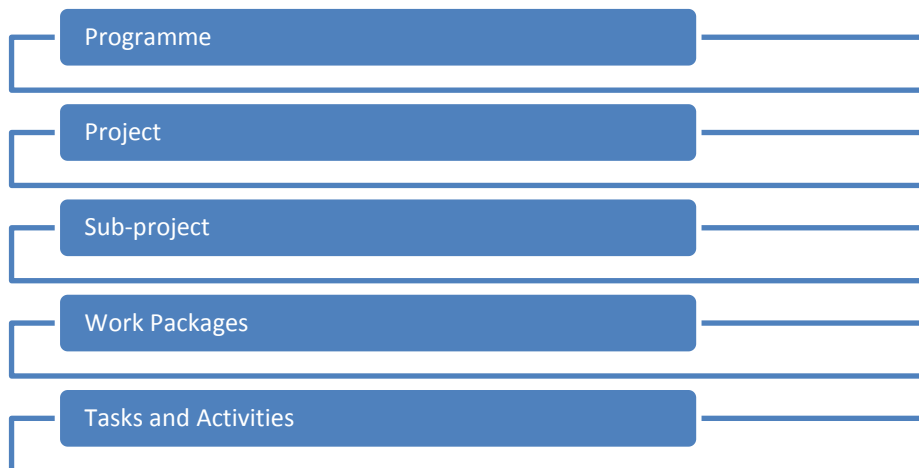 Programme
Project
Sub-project
Work Packages
Tasks and Activities